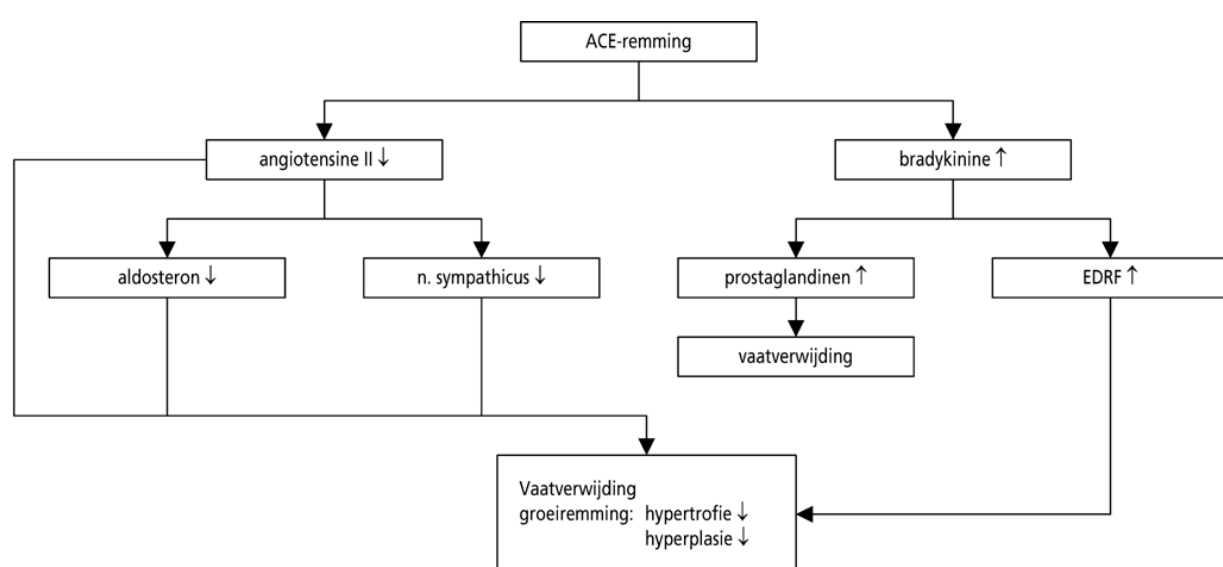 ACE-remming
angiotensine II ↓
bradykinine ↑
aldosteron ↓
n. sympathicus ↓
prostaglandinen ↑
EDRF ↑
vaatverwijding
Vaatverwijding
groeiremming: hypertrofie ↓
hyperplasie ↓